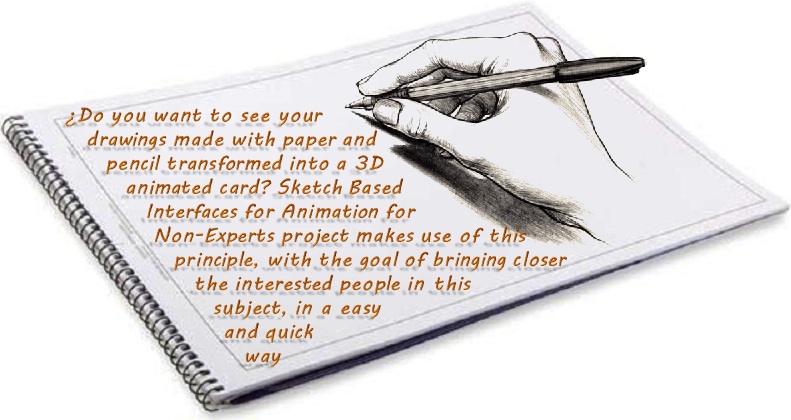 ¿Do you want to see your
drawings made with paper and
pencil transformed into a 3D
animated card? Sketch Based
Interfaces for Animation for
Non-Experts project makes use of this
principle, with the goal of bringing closer
the interested people in this
subject, in a easy
and quick
way